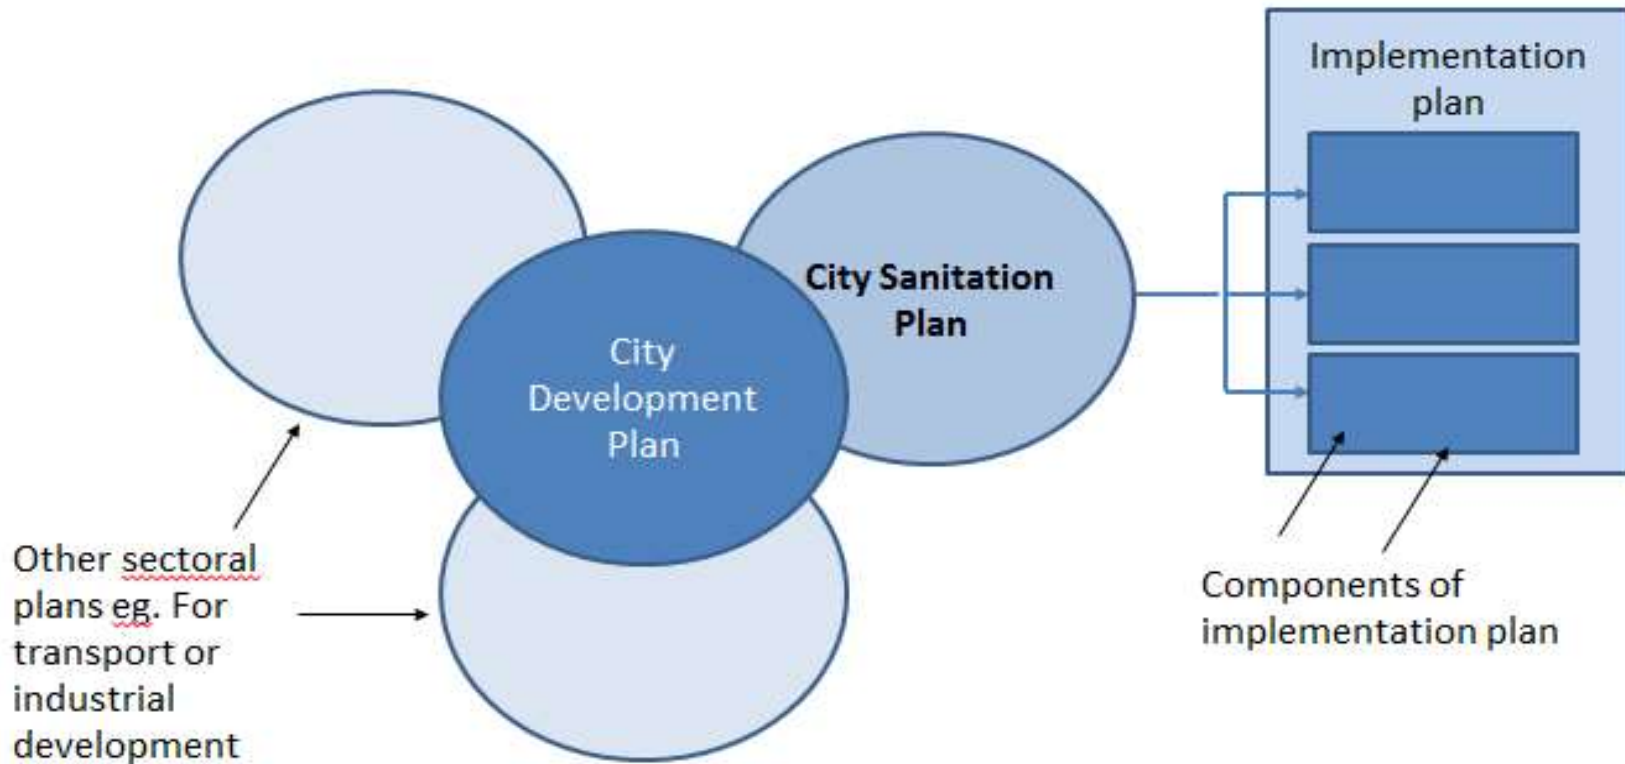 Implementation
plan
City Sanitation
Plan
City
Development
Plan
Other sectoral
plans eg. For
transport or
industrial
development
Components of
implementation plan